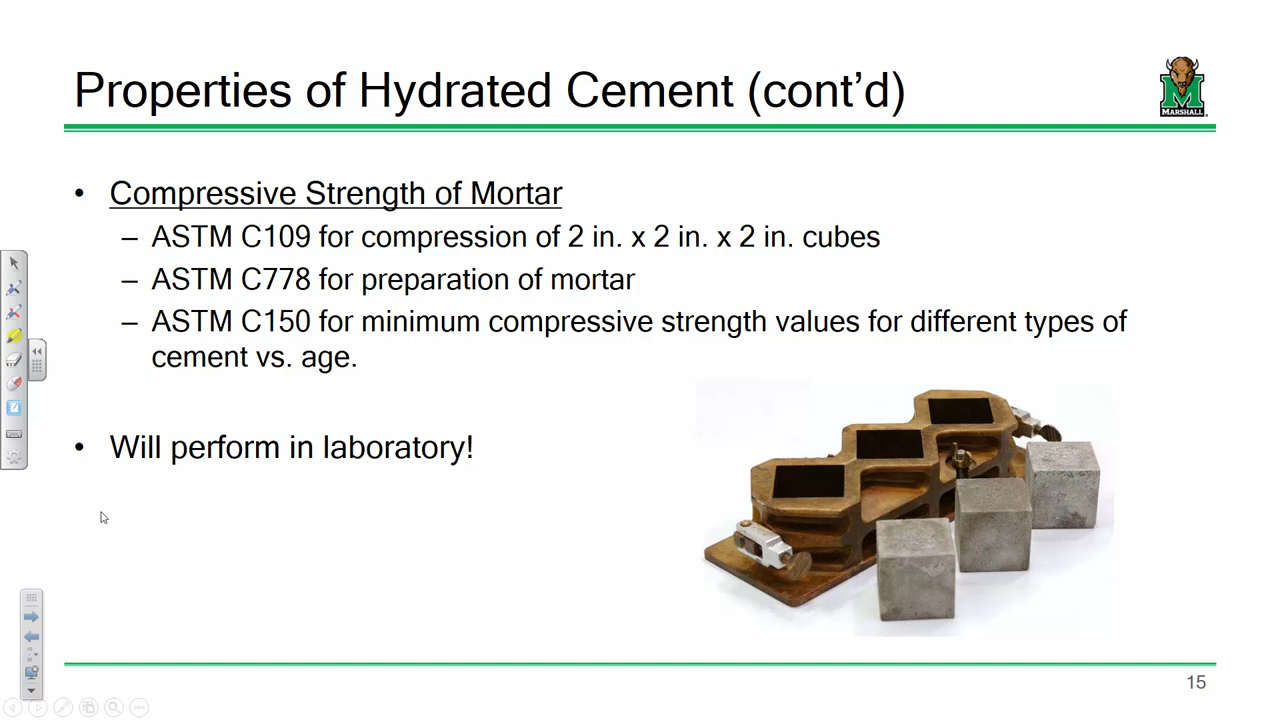 Properties of Hydrated Cement (cont’d)
MARSHALL
• Compressive Strength of Mortar
– ASTM C109 for compression of 2 in. x 2 in. x 2 in. cubes
– ASTM C778 for preparation of mortar
– ASTM C150 for minimum compressive strength values for different types of
cement vs. age.
• Will perform in laboratory!
15